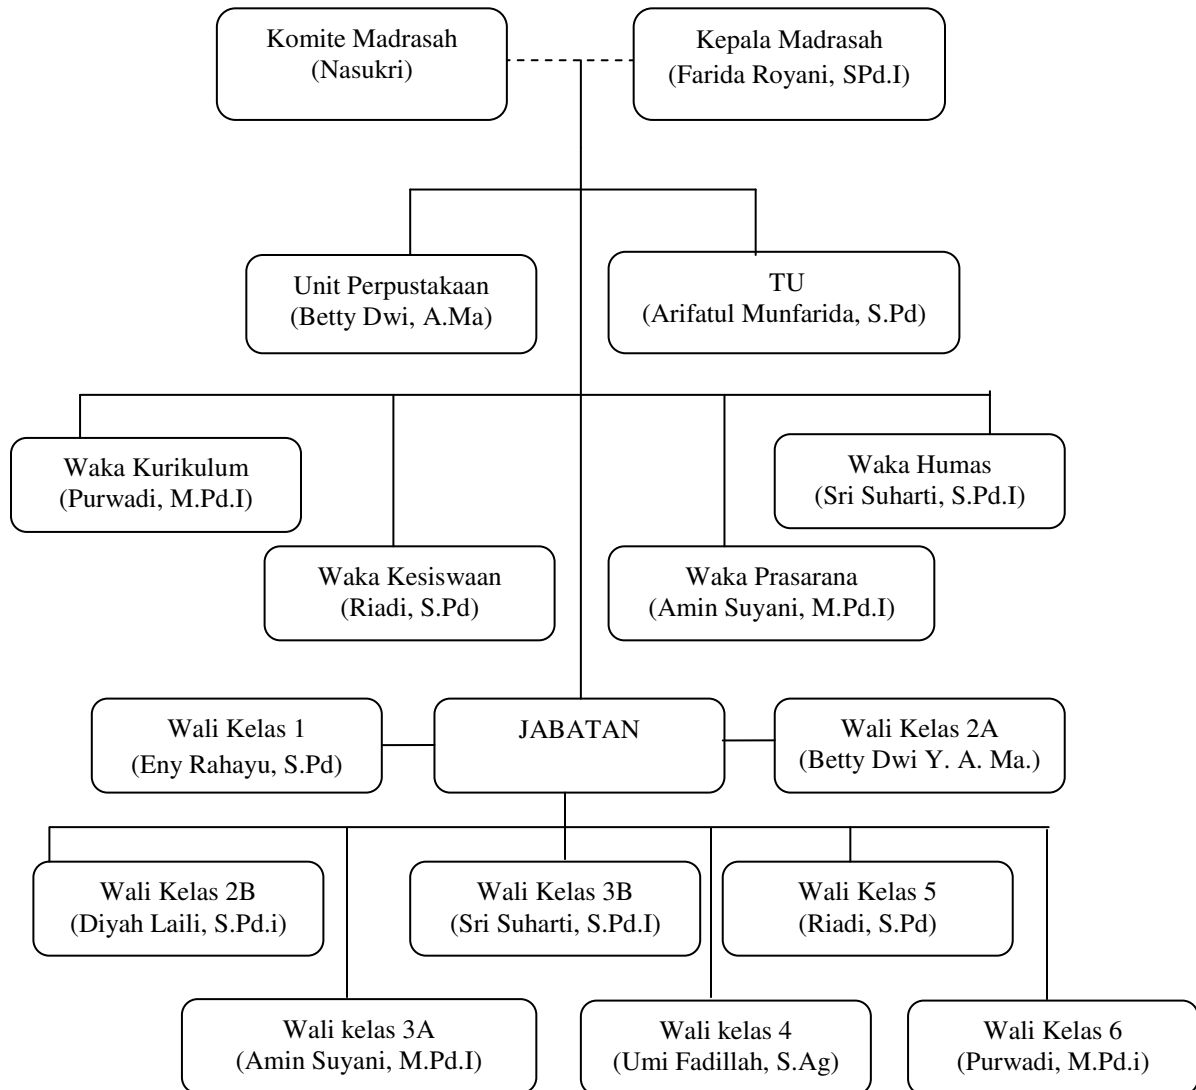 Komite Madrasah
(Nasukri)
Kepala Madrasah
(Farida Royani, SPd.I)
Unit Perpustakaan
(Betty Dwi, A.Ma)
TU
(Arifatul Munfarida, S.Pd)
Waka Kurikulum
(Purwadi, M.Pd.I)
Waka Humas
(Sri Suharti, S.Pd.I)
Waka Kesiswaan
(Riadi, S.Pd)
Waka Prasarana
(Amin Suyani, M.Pd.I)
Wali Kelas 1
(Eny Rahayu, S.Pd)
JABATAN
Wali Kelas 2A
(Betty Dwi Y. A. Ma.)
Wali Kelas 2B
(Diyah Laili, S.Pd.i)
Wali Kelas 3B
(Sri Suharti, S.Pd.I)
Wali Kelas 5
(Riadi, S.Pd)
Wali kelas 3A
(Amin Suyani, M.Pd.I)
Wali kelas 4
(Umi Fadillah, S.Ag)
Wali Kelas 6
(Purwadi, M.Pd.i)